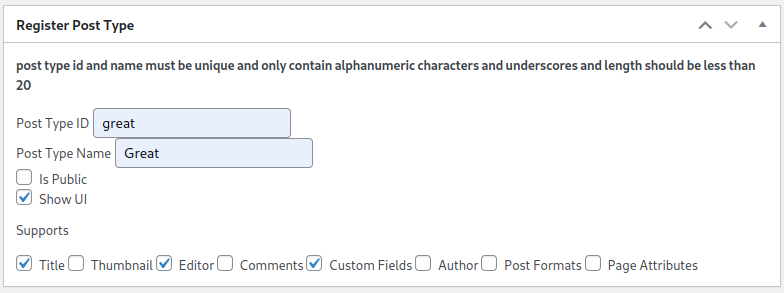 Register Post Type
post type id and name must be unique and only contain alphanumeric characters and underscores and length should be less than
20
Post Type ID great
Post Type Name Great
Is Public
Show UI
Supports
Title Thumbnail Editor Comments Custom Fields Author Post Formats Page Attributes